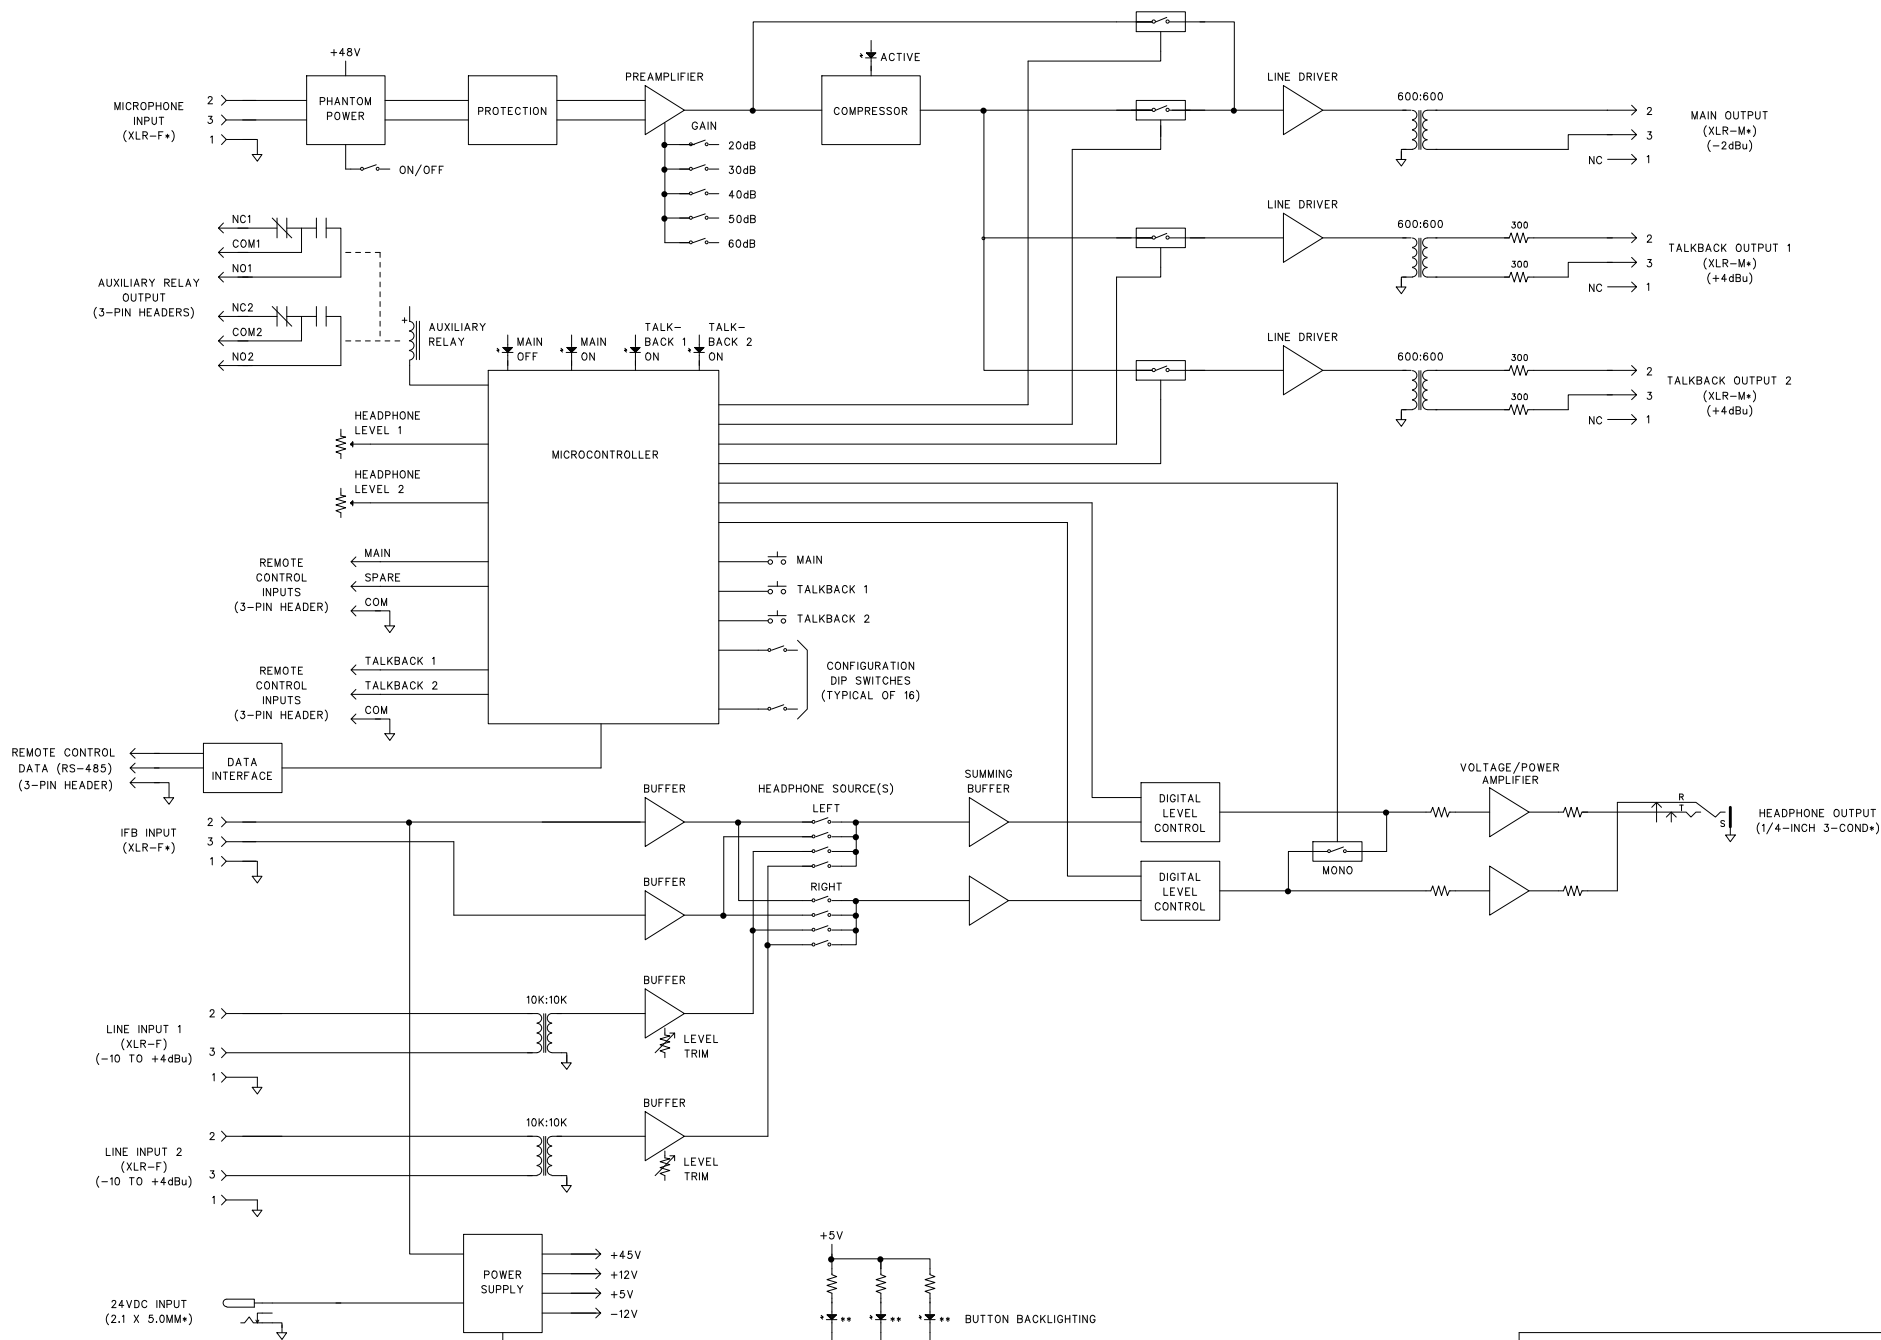 +48V
MICROPHONE
INPUT
(XLR-F*)
2
3
1
PHANTOM
POWER
ON/OFF
PROTECTION
PREAMPLIFIER
GAIN
20dB
30dB
40dB
50dB
60dB
ACTIVE
COMPRESSOR
LINE DRIVER
600:600
2
3
NC
1
MAIN OUTPUT
(XLR-M*)
(-2dBu)
LINE DRIVER
600:600
300
300
2
3
NC
1
TALKBACK OUTPUT 1
(XLR-M*)
(+4dBu)
LINE DRIVER
600:600
300
300
2
3
NC
1
TALKBACK OUTPUT 2
(XLR-M*)
(+4dBu)
AUXILIARY RELAY
OUTPUT
(3-PIN HEADERS)
NC1
COM1
NO1
NC2
COM2
NO2
+
AUXILIARY
RELAY
MAIN
OFF
MAIN
ON
TALK-
BACK 1
ON
TALK-
BACK 2
ON
HEADPHONE
LEVEL 1
HEADPHONE
LEVEL 2
MICROCONTROLLER
REMOTE
CONTROL
INPUTS
(3-PIN HEADER)
MAIN
SPARE
COM
REMOTE
CONTROL
INPUTS
(3-PIN HEADER)
TALKBACK 1
TALKBACK 2
COM
MAIN
TALKBACK 1
TALKBACK 2
CONFIGURATION
DIP SWITCHES
(TYPICAL OF 16)
REMOTE CONTROL
DATA (RS-485)
(3-PIN HEADER)
DATA
INTERFACE
IFB INPUT
(XLR-F*)
2
3
1
BUFFER
BUFFER
HEADPHONE SOURCE(S)
LEFT
RIGHT
SUMMING
BUFFER
DIGITAL
LEVEL
CONTROL
DIGITAL
LEVEL
CONTROL
MONO
VOLTAGE/POWER
AMPLIFIER
R
T
S
HEADPHONE OUTPUT
(1/4-INCH 3-COND*)
LINE INPUT 1
(XLR-F)
(-10 TO +4dBu)
2
3
1
10K:10K
BUFFER
LEVEL
TRIM
LINE INPUT 2
(XLR-F)
(-10 TO +4dBu)
2
3
1
10K:10K
BUFFER
LEVEL
TRIM
24VDC INPUT
(2.1 X 5.0MM*)
POWER
SUPPLY
+45V
+12V
+5V
-12V
+5V
**
**
**
BUTTON BACKLIGHTING